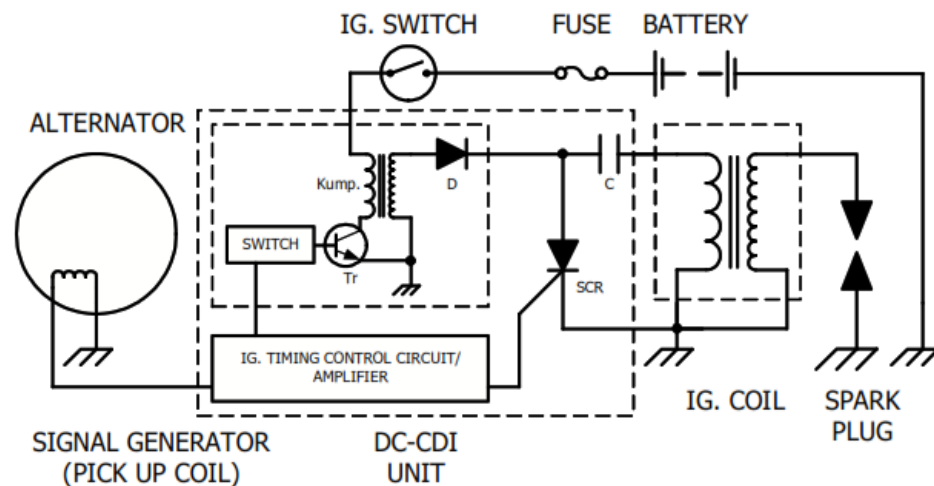 IG. SWITCH
FUSE
BATTERY
ALTERNATOR
Kump.
D
C
SWITCH
Tr
SCR
IG. TIMING CONTROL CIRCUIT/
AMPLIFIER
SIGNAL GENERATOR
(PICK UP COIL)
DC-CDI
UNIT
IG. COIL
SPARK
PLUG